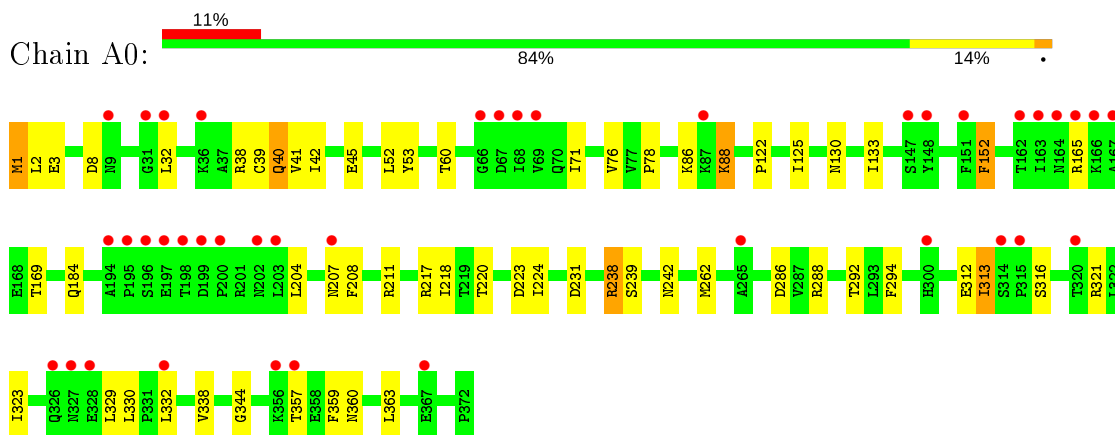 11%
Chain A0:
84% 14% •
M1 L2 E3 D8 N9 G31 L32 K36 A37 R38 C39 Q40 V41 I42 E45 L52 Y53 T60 G66 D67 I68 V69 Q70 I71 V76 V77 P78 K86 K87 K88 P122 I125 N130 I133 S147 Y148 F151 F152 T162 I163 N164 R165 K166 A167
E168 T169 Q184 A194 P195 S196 E197 T198 D199 P200 R201 N202 L203 L204 N207 F208 R211 R217 I218 T219 T220 D223 I224 D231 R238 S239 N242 M262 A265 D286 V287 R288 T292 L293 F294 H300 E312 I313 S314 P315 S316 T320 R321
I323 Q326 N327 E328 L329 L330 P331 L332 V338 G344 K356 T357 E358 F359 N360 L363 E367 P372